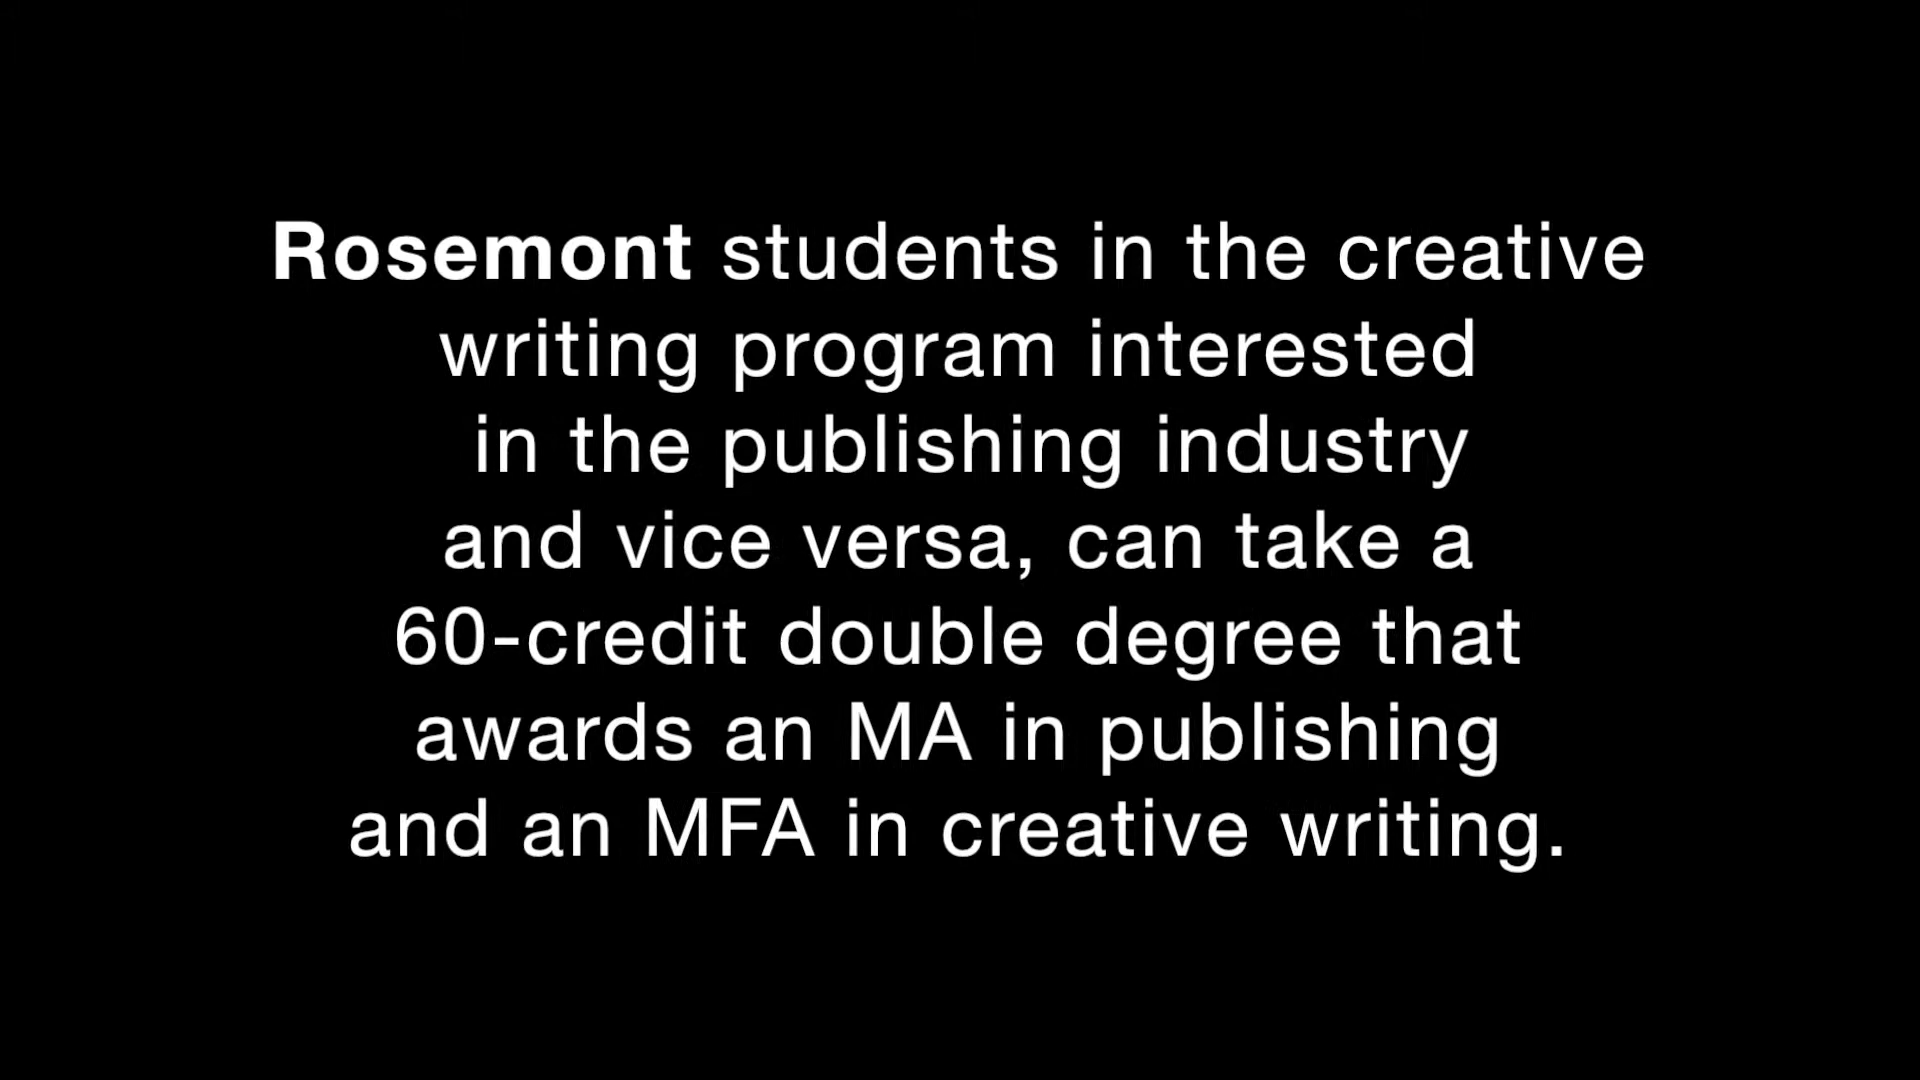 Rosemont students in the creative
writing program interested
in the publishing industry
and vice versa, can take a
60-credit double degree that
awards an MA in publishing
and an MFA in creative writing.